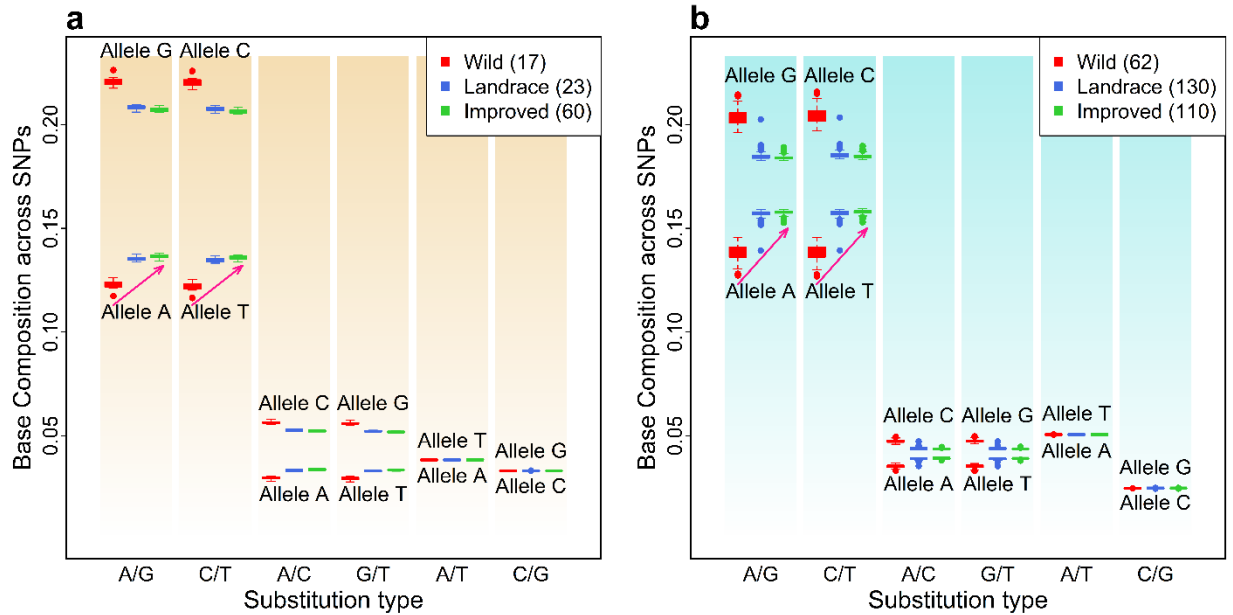 a
Base Composition across SNPs
0.20
0.15
0.10
0.05
Allele G
Allele C
Wild (17)
Landrace (23)
Improved (60)
Allele A
Allele T
Allele C
Allele G
Allele A
Allele T
Allele T
Allele A
Allele G
Allele C
A/G
C/T
A/C
G/T
A/T
C/G
Substitution type
b
Base Composition across SNPs
0.20
0.15
0.10
0.05
Allele G
Allele C
Wild (62)
Landrace (130)
Improved (110)
Allele A
Allele T
Allele C
Allele G
Allele A
Allele T
Allele T
Allele A
Allele G
Allele C
A/G
C/T
A/C
G/T
A/T
C/G
Substitution type